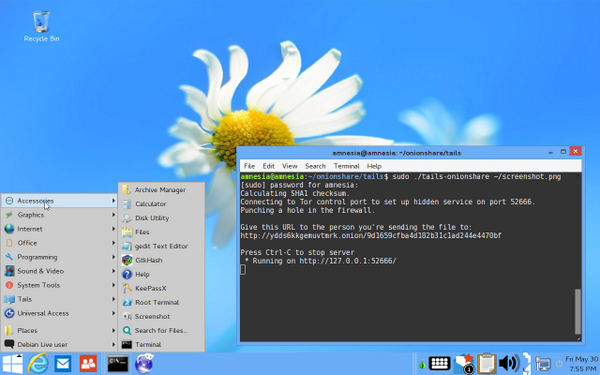 Recycle Bin
amnesia@amnesia: ~/onionshare/tails
File Edit View Search Terminal Help
amnesia@amnesia:~/onionshare/tails$ sudo ./tails-onionshare ~/screenshot.png
[sudo] password for amnesia:
Calculating SHA1 checksum.
Connecting to Tor control port to set up hidden service on port 52666.
Punching a hole in the firewall.
Give this URL to the person you're sending the file to:
http://ydds6kkgemuvtmrk.onion/9d1659cfba4d182b31c1ad244e4470bf
Press Ctrl-C to stop server
* Running on http://127.0.0.1:52666/
Accessories
Graphics
Internet
Office
Programming
Sound & Video
System Tools
Tails
Universal Access
Places
Debian Live user
Archive Manager
Calculator
Disk Utility
Files
gedit Text Editor
GtkHash
Help
KeePassX
Root Terminal
Screenshot
Search for Files...
Terminal
1
Fri May 30
7:55 PM